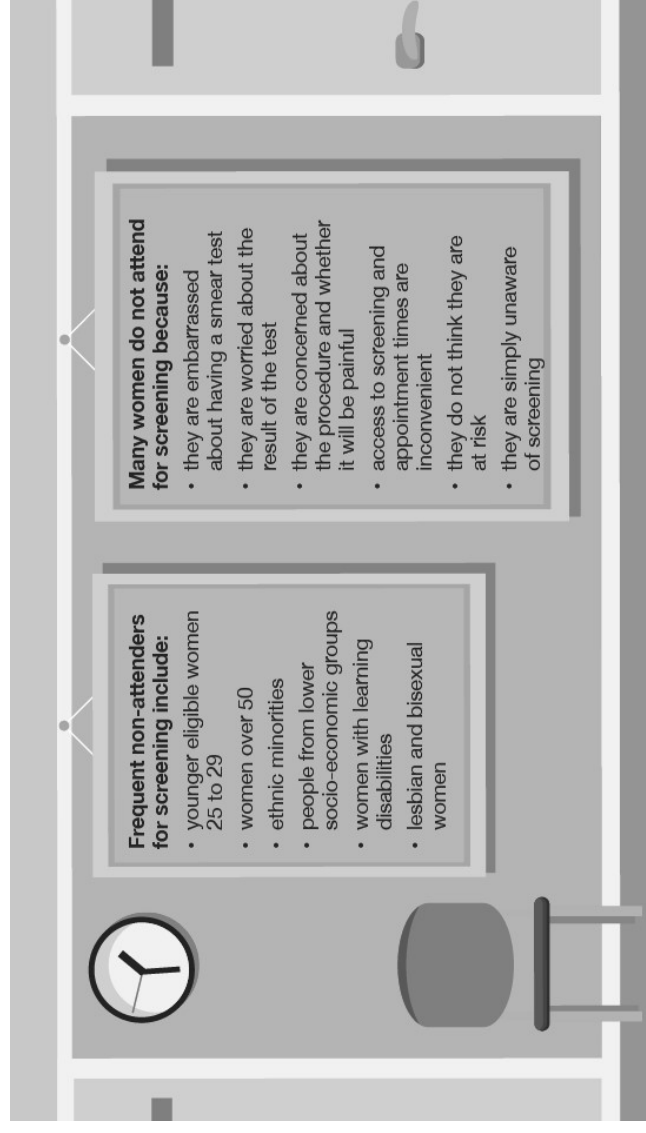 Frequent non-attenders
for screening include:
• younger eligible women
25 to 29
• women over 50
• ethnic minorities
• people from lower
socio-economic groups
• women with learning
disabilities
• lesbian and bisexual
women
Many women do not attend
for screening because:
• they are embarrassed
about having a smear test
• they are worried about the
result of the test
• they are concerned about
the procedure and whether
it will be painful
• access to screening and
appointment times are
inconvenient
• they do not think they are
at risk
• they are simply unaware
of screening